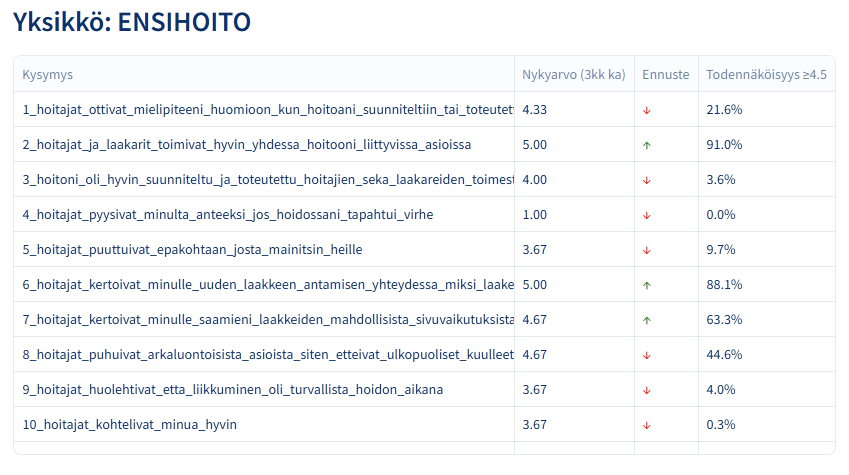 Yksikkö: ENSIHOITO
Kysymys Nykyarvo (3kk ka) Ennuste Todennäköisyys ≥4.5
1_hoitajat_ottivat_mielipiteeni_huomioon_kun_hoitoani_suunniteltiin_tai_toteutet 4.33 ↓ 21.6%
2_hoitajat_ja_laakarit_toimivat_hyvin_yhdessa_hoitooni_liittyvissa_asioissa 5.00 ↑ 91.0%
3_hoitoni_oli_hyvin_suunniteltu_ja_toteutettu_hoitajien_seka_laakareiden_toimest 4.00 ↓ 3.6%
4_hoitajat_pyysivat_minulta_anteeksi_jos_hoidossani_tapahtui_virhe 1.00 ↓ 0.0%
5_hoitajat_puuttuivat_epakohtaan_josta_mainitsin_heille 3.67 ↓ 9.7%
6_hoitajat_kertoivat_minulle_uuden_laakkeen_antamisen_yhteydessa_miksi_laake 5.00 ↑ 88.1%
7_hoitajat_kertoivat_minulle_saamieni_laakkeiden_mahdollisista_sivuvaikutuksista 4.67 ↑ 63.3%
8_hoitajat_puhuivat_arkaluontoisista_asioista_siten_etteivat_ulkopuoliset_kuulleet 4.67 ↓ 44.6%
9_hoitajat_huolehtivat_etta_liikkuminen_oli_turvallista_hoidon_aikana 3.67 ↓ 4.0%
10_hoitajat_kohtelivat_minua_hyvin 3.67 ↓ 0.3%